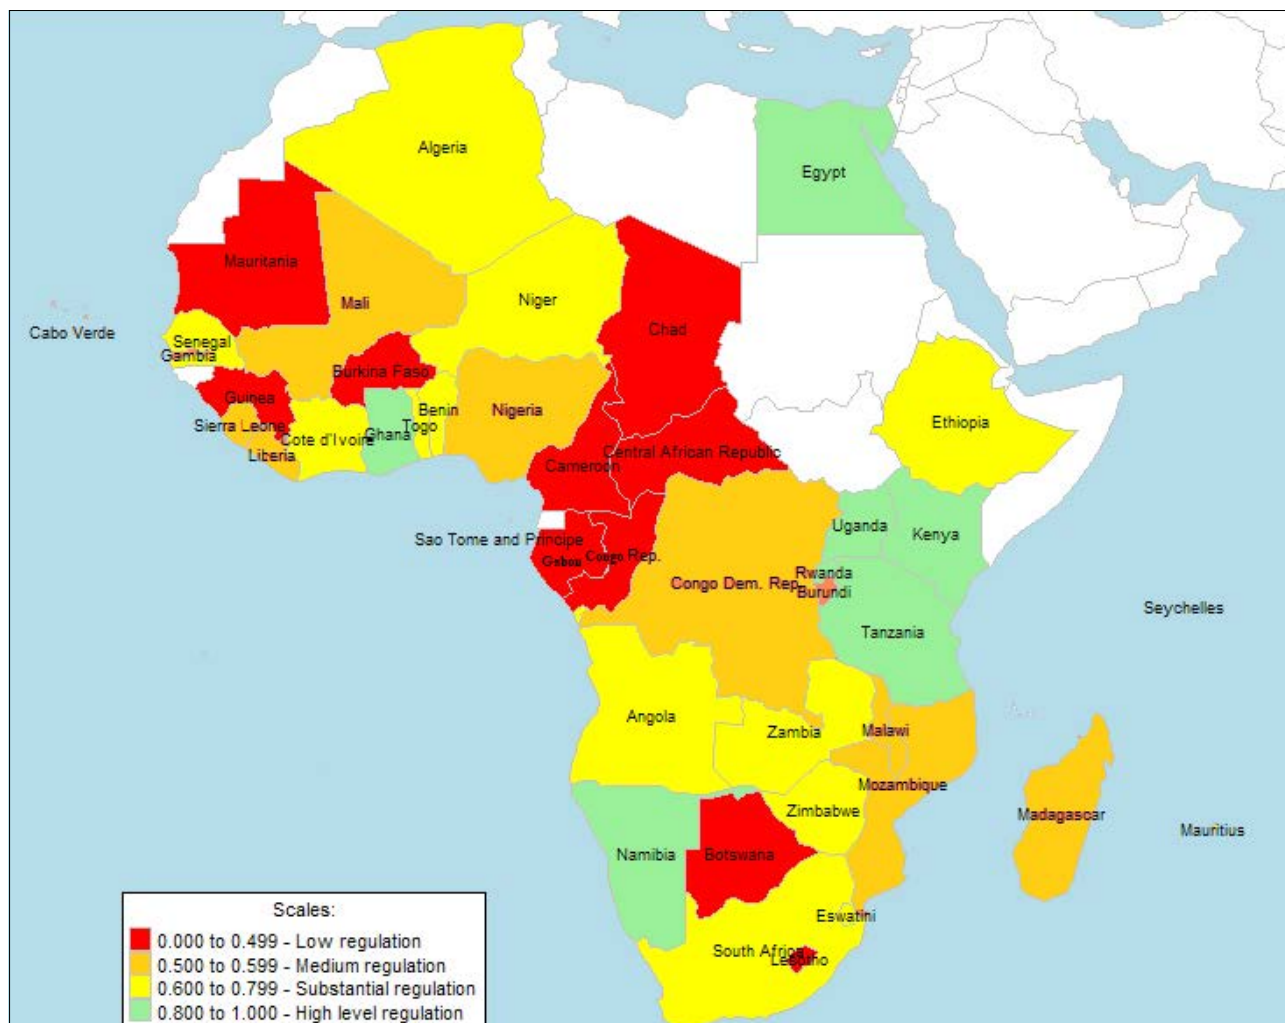 Algeria
Egypt
Mauritania
Mali
Niger
Chad
Cabo Verde
Senegal
Gambia
Burkina Faso
Guinea
Benin
Nigeria
Ethiopia
Sierra Leone
Cote d'Ivoire
Ghana
Togo
Liberia
Central African Republic
Cameroon
Uganda
Kenya
Sao Tome and Principe
Gabon
Congo Rep.
Congo Dem. Rep.
Rwanda
Burundi
Seychelles
Tanzania
Angola
Zambia
Malawi
Mozambique
Zimbabwe
Madagascar
Mauritius
Namibia
Botswana
Eswatini
South Africa
Lesotho
Scales:
0.000 to 0.499 - Low regulation
0.500 to 0.599 - Medium regulation
0.600 to 0.799 - Substantial regulation
0.800 to 1.000 - High level regulation